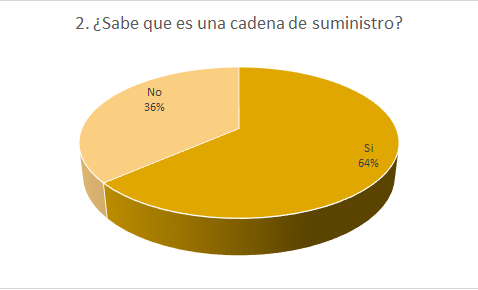 2. ¿Sabe que es una cadena de suministro?
No
36%
Si
64%